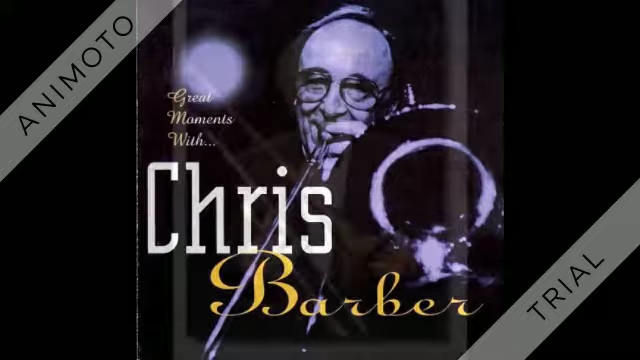 ANIMOTO
Great
Moments
With...
Chris
Barber
TRIAL